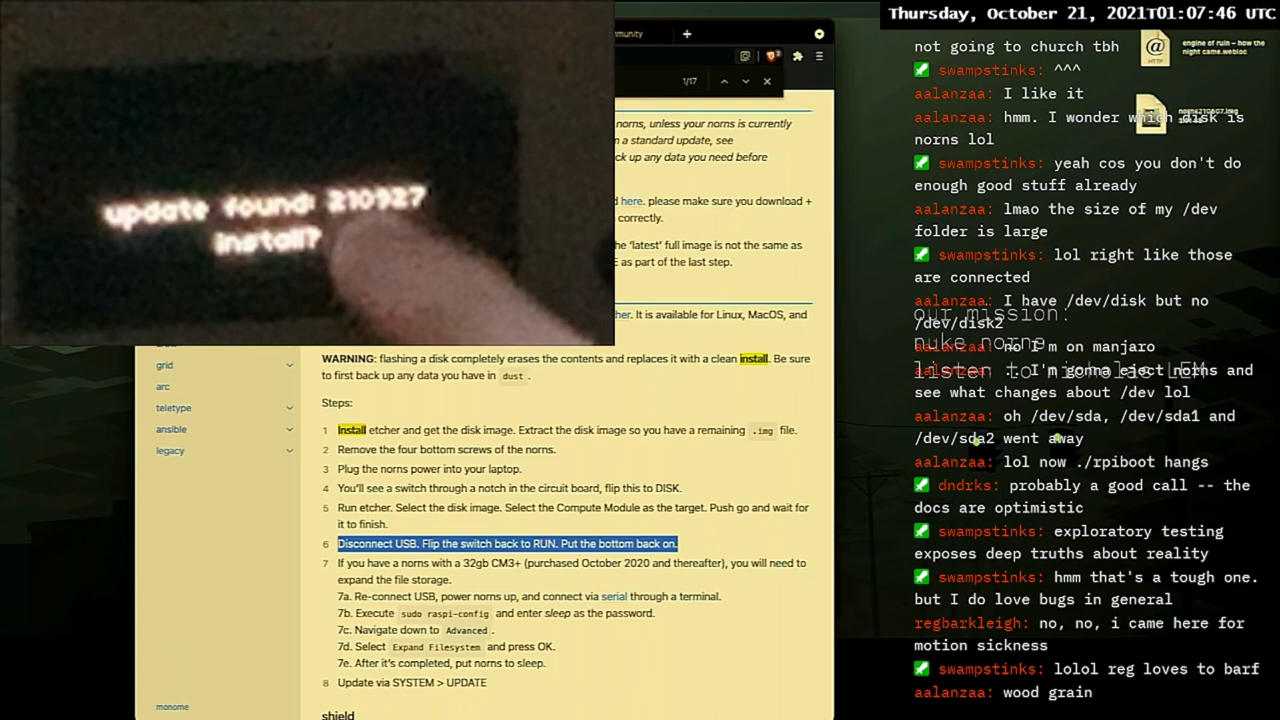 Thursday, October 21, 2021T01:07:46 UTC
update found: 210927
install?
munity
1/17
norns, unless your norns is currently
a standard update, see
ck up any data you need before
here. please make sure you download +
correctly.
he 'latest' full image is not the same as
E as part of the last step.
her. It is available for Linux, MacOS, and
WARNING: flashing a disk completely erases the contents and replaces it with a clean install. Be sure
to first back up any data you have in dust.
Steps:
1 Install etcher and get the disk image. Extract the disk image so you have a remaining .img file.
2 Remove the four bottom screws of the norns.
3 Plug the norns power into your laptop.
4 You'll see a switch through a notch in the circuit board, flip this to DISK.
5 Run etcher. Select the disk image. Select the Compute Module as the target. Push go and wait for
it to finish.
6 Disconnect USB. Flip the switch back to RUN. Put the bottom back on.
7 If you have a norns with a 32gb CM3+ (purchased October 2020 and thereafter), you will need to
expand the file storage.
7a. Re-connect USB, power norns up, and connect via serial through a terminal.
7b. Execute sudo raspi-config and enter sleep as the password.
7c. Navigate down to Advanced.
7d. Select Expand Filesystem and press OK.
7e. After it's completed, put norns to sleep.
8 Update via SYSTEM > UPDATE
shield
grid
arc
teletype
ansible
legacy
monome
not going to church tbh
swampstinks: ^^^
aalanzaa: I like it
aalanzaa: hmm. I wonder which disk is
norns lol
swampstinks: yeah cos you don't do
enough good stuff already
aalanzaa: lmao the size of my /dev
folder is large
swampstinks: lol right like those
are connected
aalanzaa: I have /dev/disk but no
/dev/disk2
aalanzaa: no I'm on manjaro
aalanzaa: .. I'm gonna eject norns and
see what changes about /dev lol
aalanzaa: oh /dev/sda, /dev/sda1 and
/dev/sda2 went away
aalanzaa: lol now ./rpiboot hangs
dndrks: probably a good call -- the
docs are optimistic
swampstinks: exploratory testing
exposes deep truths about reality
swampstinks: hmm that's a tough one.
but I do love bugs in general
regbarkleigh: no, no, i came here for
motion sickness
swampstinks: lolol reg loves to barf
aalanzaa: wood grain
our mission:
nuke norns
listen to
HTTP
engine of ruin – how the
night came.webloc